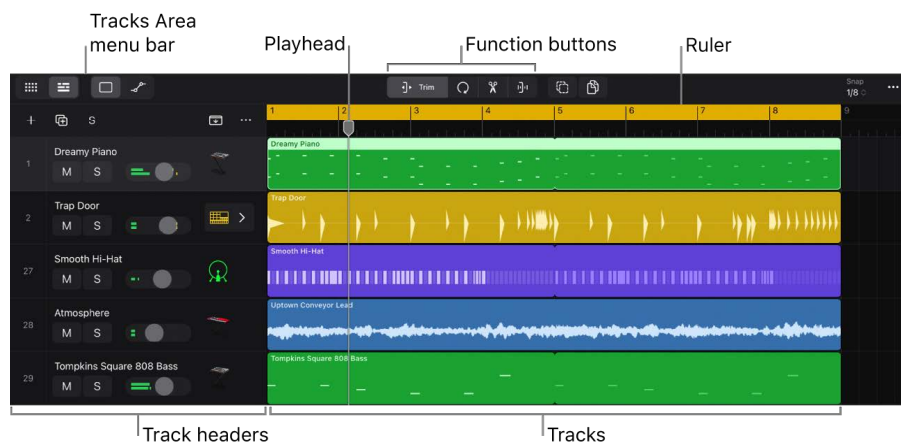 Tracks Area
menu bar
Playhead
Function buttons
Ruler
Trim
Snap
1/8
1 2 3 4 5 6 7 8 9
S
Dreamy Piano
1
Dreamy Piano
M S
Trap Door
2
Trap Door
M S
Smooth Hi-Hat
27
Smooth Hi-Hat
M S
Uptown Conveyor Lead
28
Atmosphere
M S
Tompkins Square 808 Bass
29
Tompkins Square 808 Bass
M S
Track headers
Tracks